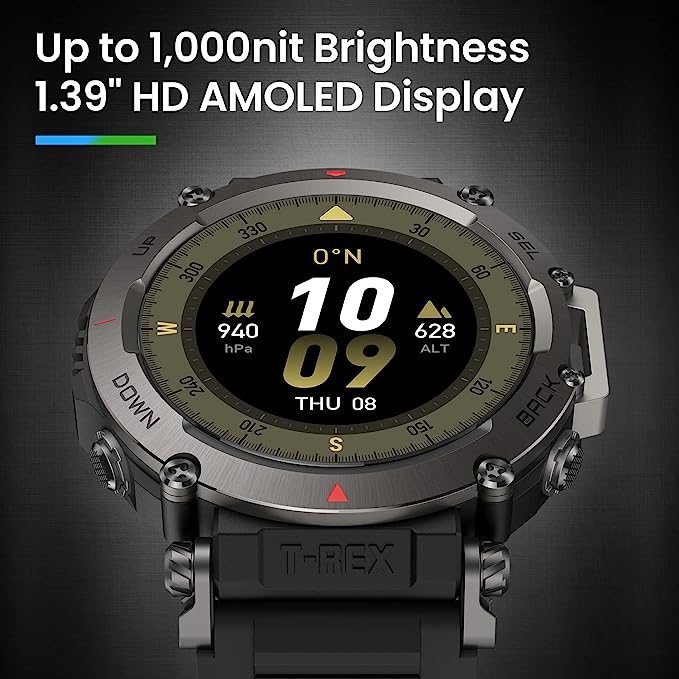 Up to 1,000nit Brightness
1.39" HD AMOLED Display
UP
SEL
330
30
300
60
0°N
10
940
hPa
628
ALT
W
E
09
THU 08
DOWN
BACK
240
120
210
150
S
T-REX